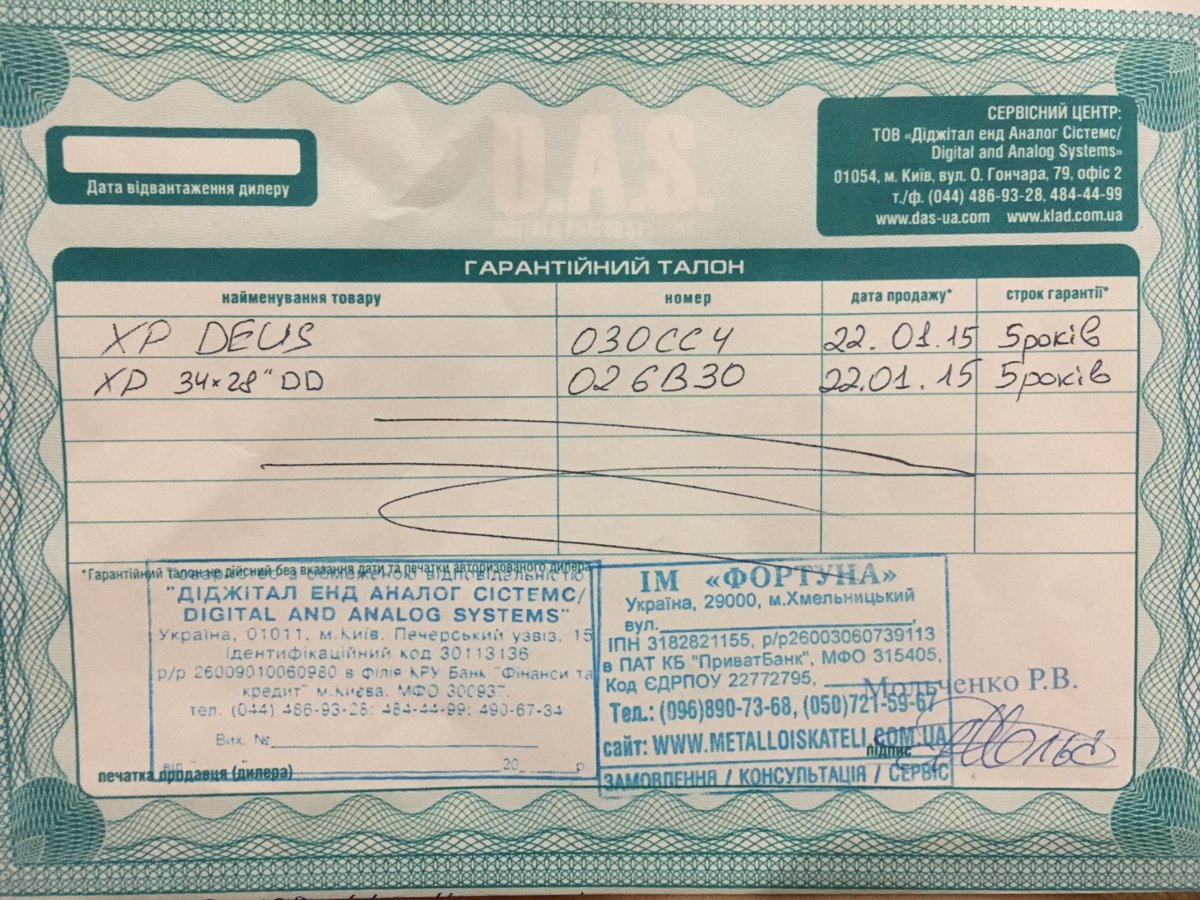 СЕРВІСНИЙ ЦЕНТР:
ТОВ «Діджітал енд Аналог Сістемс/
Digital and Analog Systems»
01054, м. Київ, вул. О. Гончара, 79, офіс 2
т./ф. (044) 486-93-28, 484-44-99
www.das-ua.com www.klad.com.ua
Дата відвантаження дилеру
ГАРАНТІЙНИЙ ТАЛОН
найменування товару номер дата продажу* строк гарантії*
XP DEUS 030CC4 22.01.15 5років
XP 34×28" DD 026B30 22.01.15 5років
*Гарантійний талон не дійсний без вказання дати та печатки авторизованого дилера
Товариство з обмеженою відповідальністю
"ДІДЖІТАЛ ЕНД АНАЛОГ СІСТЕМС/
DIGITAL AND ANALOG SYSTEMS"
Україна, 01011, м.Київ, Печерський узвіз, 15
Ідентифікаційний код 30113136
р/р 26009010060980 в філія КРУ Банк "Фінанси та
кредит" м.Києва. МФО 300937.
тел. (044) 486-93-28; 484-44-99; 490-67-34
Вих. №
від 20 р.
печатка продавця (дилера)
ІМ «ФОРТУНА»
Україна, 29000, м.Хмельницький
вул.
ІПН 3182821155, р/р26003060739113
в ПАТ КБ "ПриватБанк", МФО 315405,
Код ЄДРПОУ 22772795,
Мольченко Р.В.
Тел.: (096)890-73-68, (050)721-59-67
сайт: WWW.METALLOISKATELI.COM.UA
підпис
ЗАМОВЛЕННЯ / КОНСУЛЬТАЦІЯ / СЕРВІС